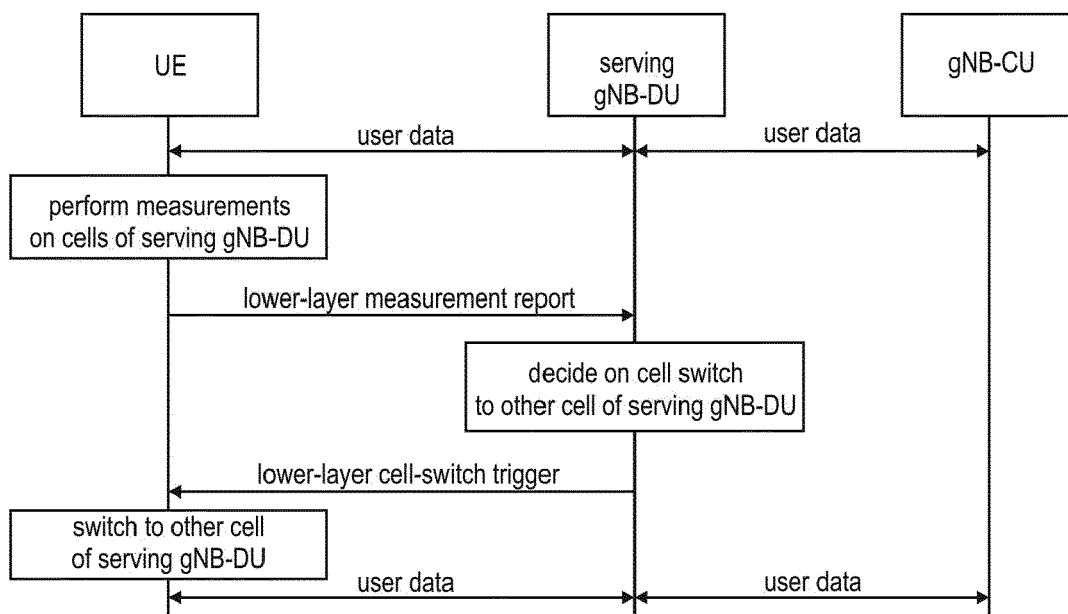 UE
serving
gNB-DU
gNB-CU
user data
user data
perform measurements
on cells of serving gNB-DU
lower-layer measurement report
decide on cell switch
to other cell of serving gNB-DU
lower-layer cell-switch trigger
switch to other cell
of serving gNB-DU
user data
user data